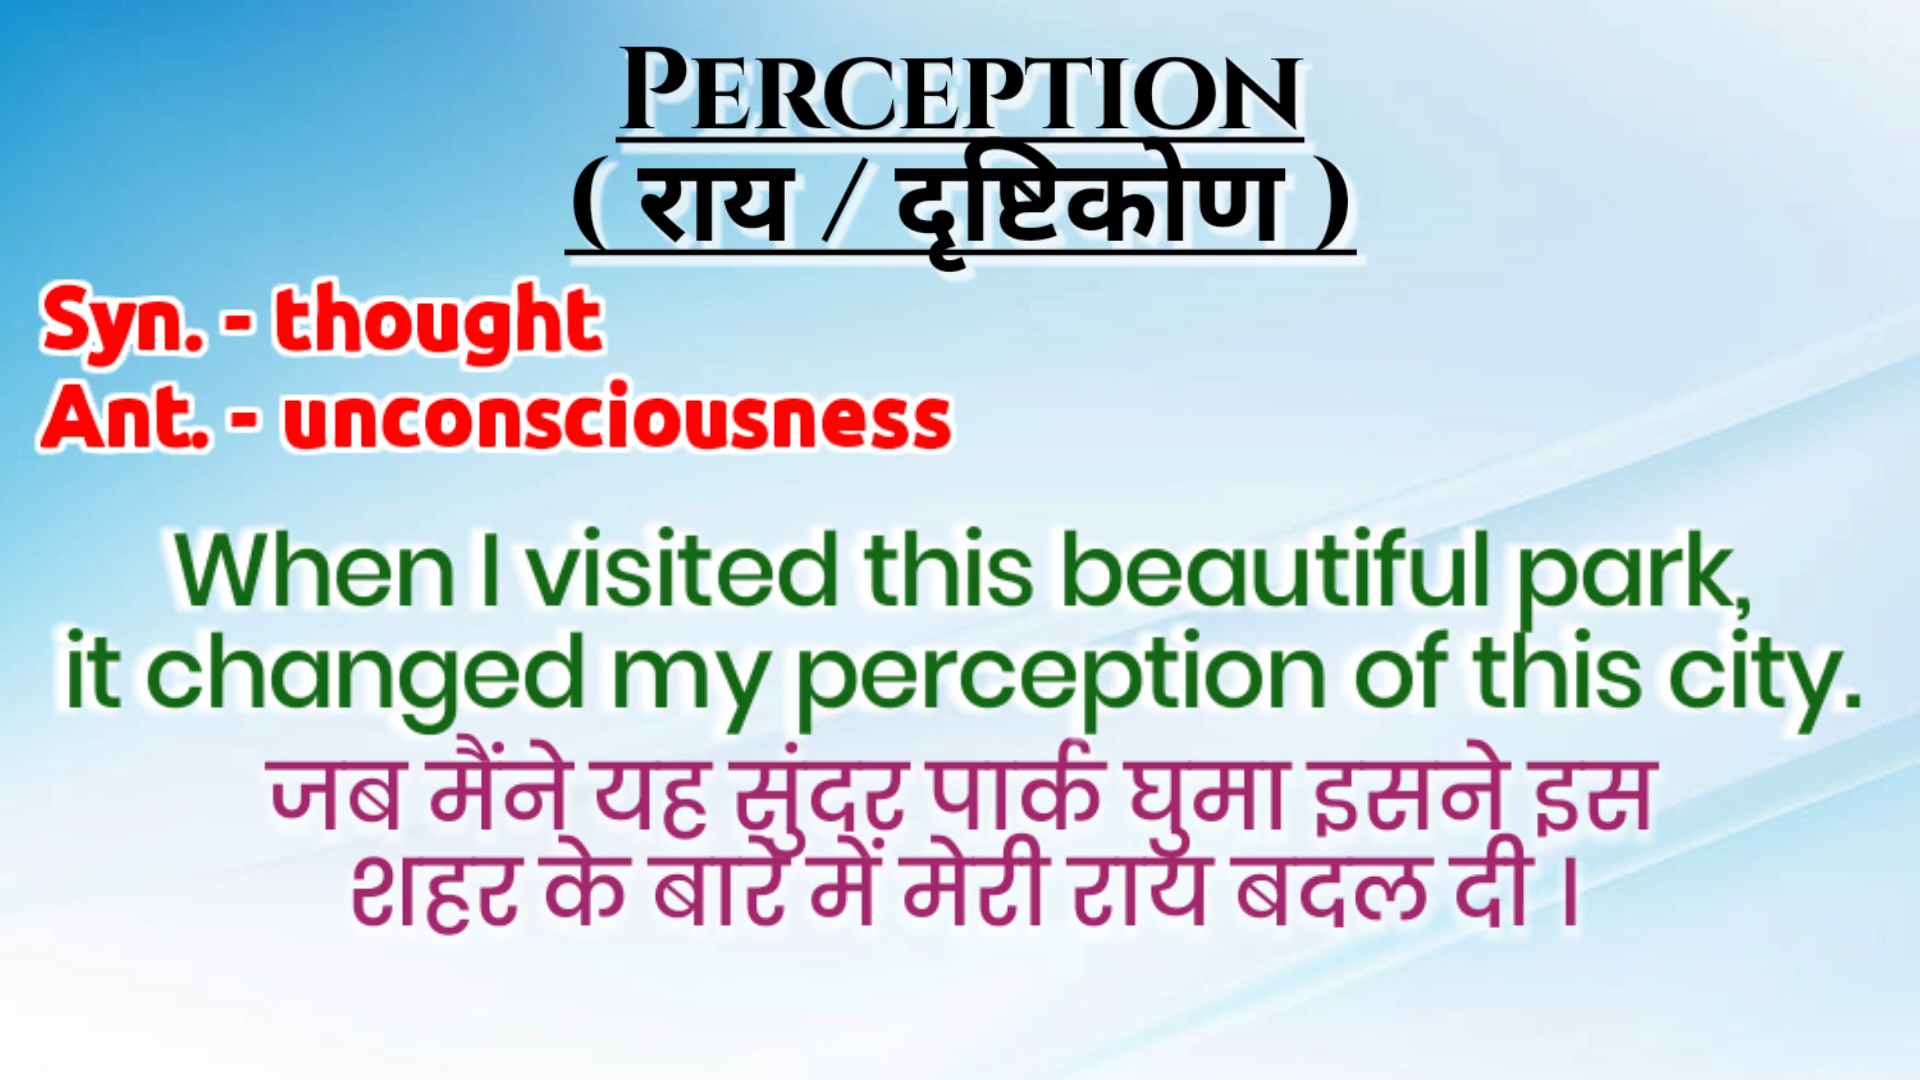 PERCEPTION
( राय / दृष्टिकोण )
Syn. - thought
Ant. - unconsciousness
When I visited this beautiful park,
it changed my perception of this city.
जब मैंने यह सुंदर पार्क घुमा इसने इस
शहर के बारे में मेरी राय बदल दी ।